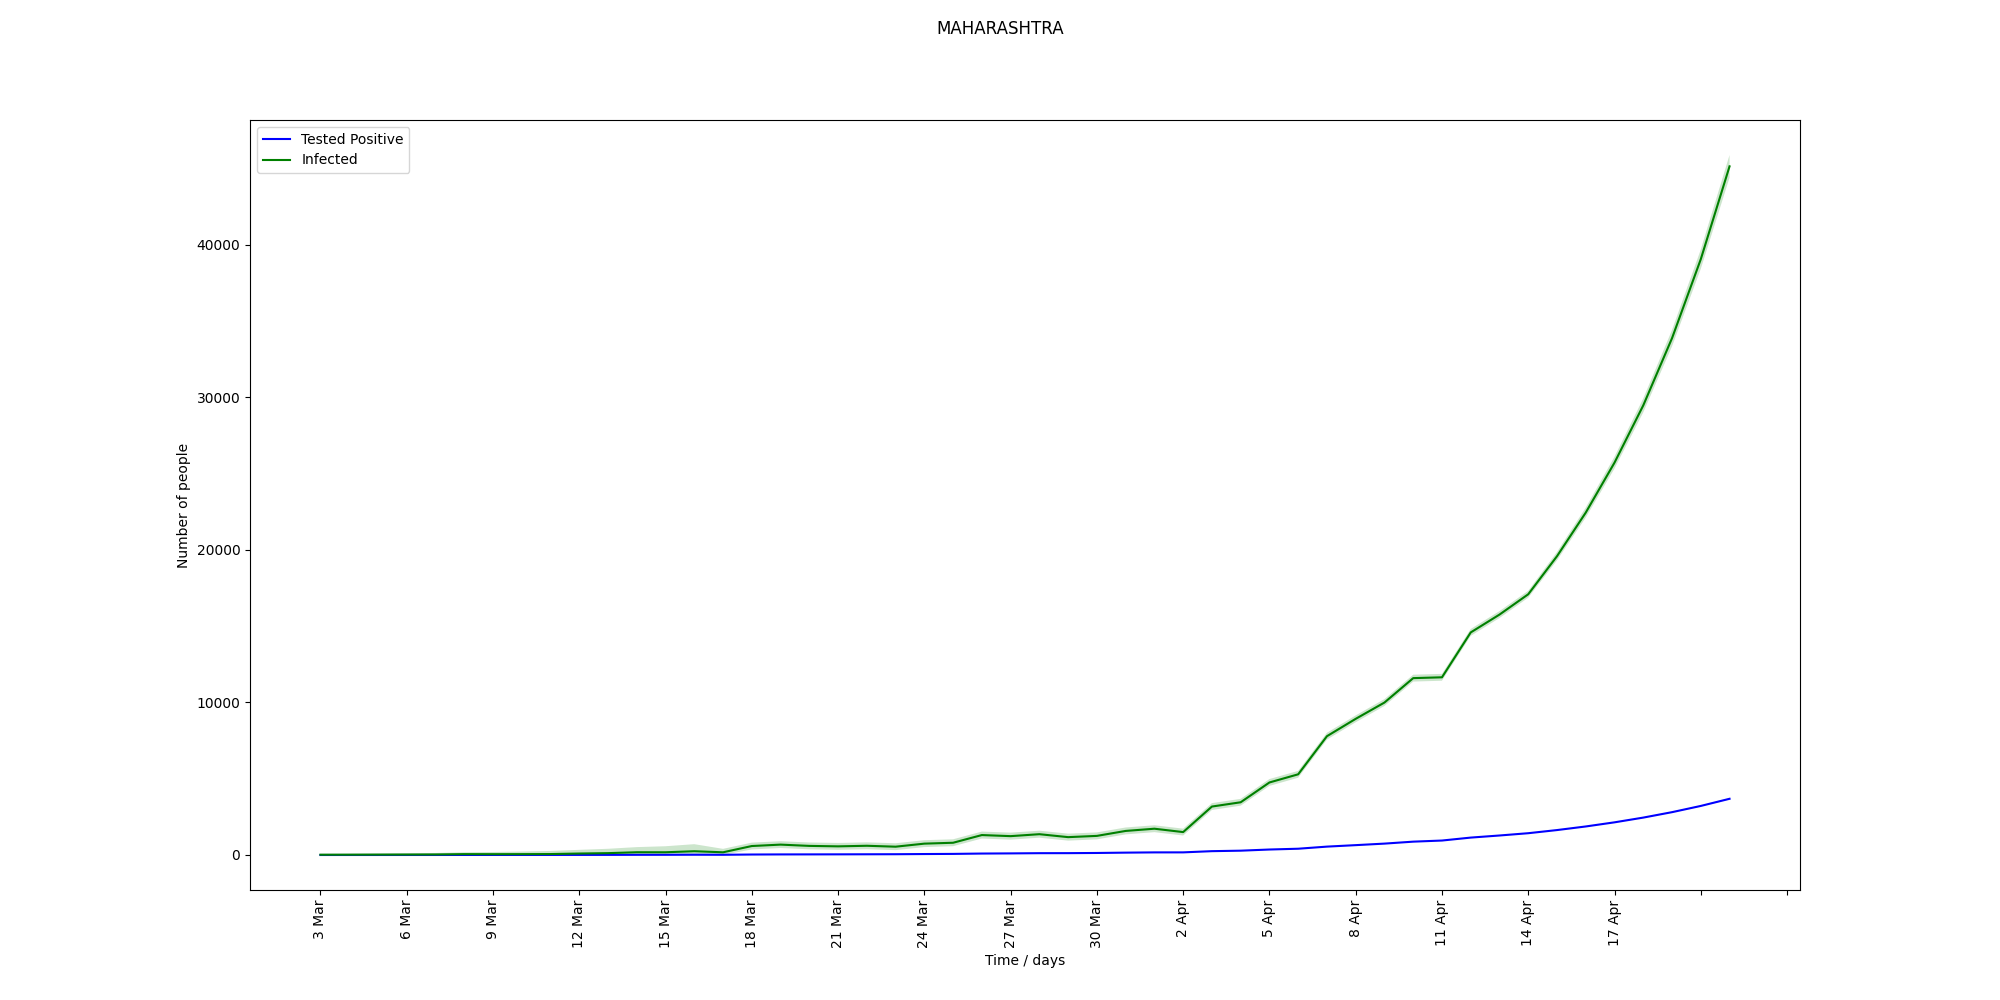 MAHARASHTRA
Tested Positive
Infected
Number of people
40000
30000
20000
10000
0
3 Mar
6 Mar
9 Mar
12 Mar
15 Mar
18 Mar
21 Mar
24 Mar
27 Mar
30 Mar
2 Apr
5 Apr
8 Apr
11 Apr
14 Apr
17 Apr
Time / days